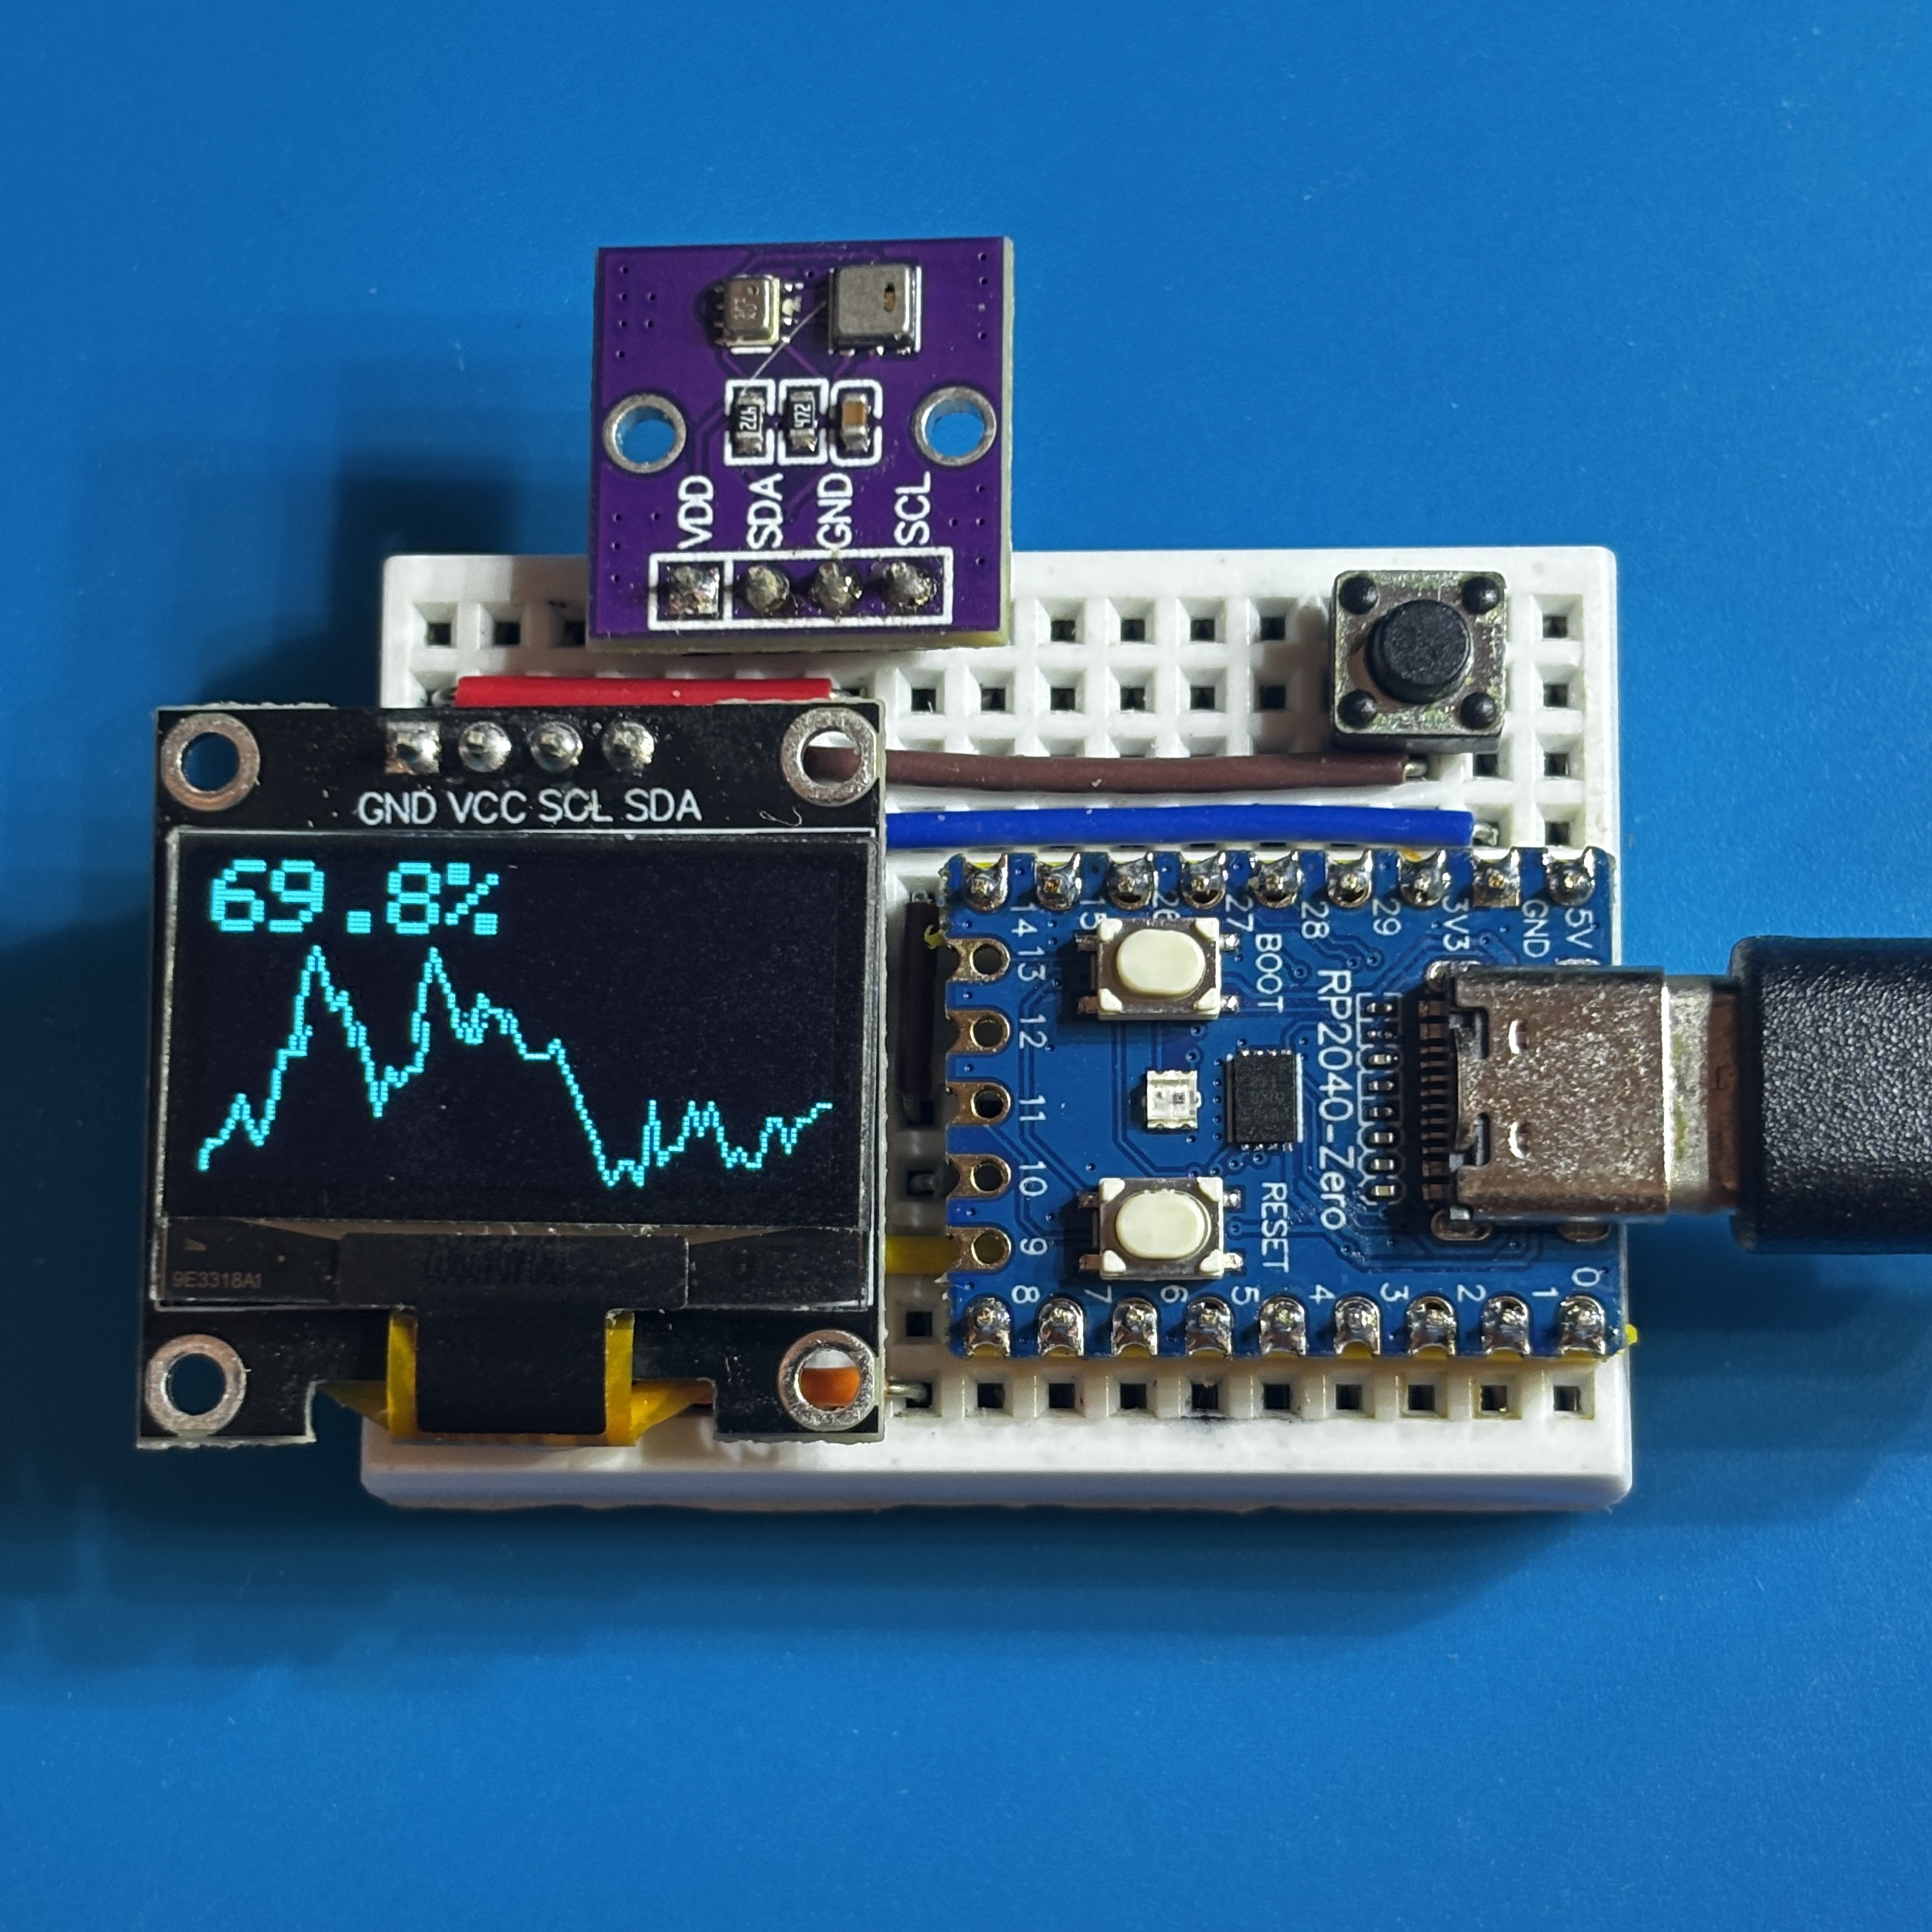 472
472
VDD
SDA
GND
SCL
GND VCC SCL SDA
69.8%
9E3318A1
14 15 26 27 28 29 3V3 GND 5V
13
12
11
10
9
BOOT
RP2040-Zero
RESET
8 7 6 5 4 3 2 1 0